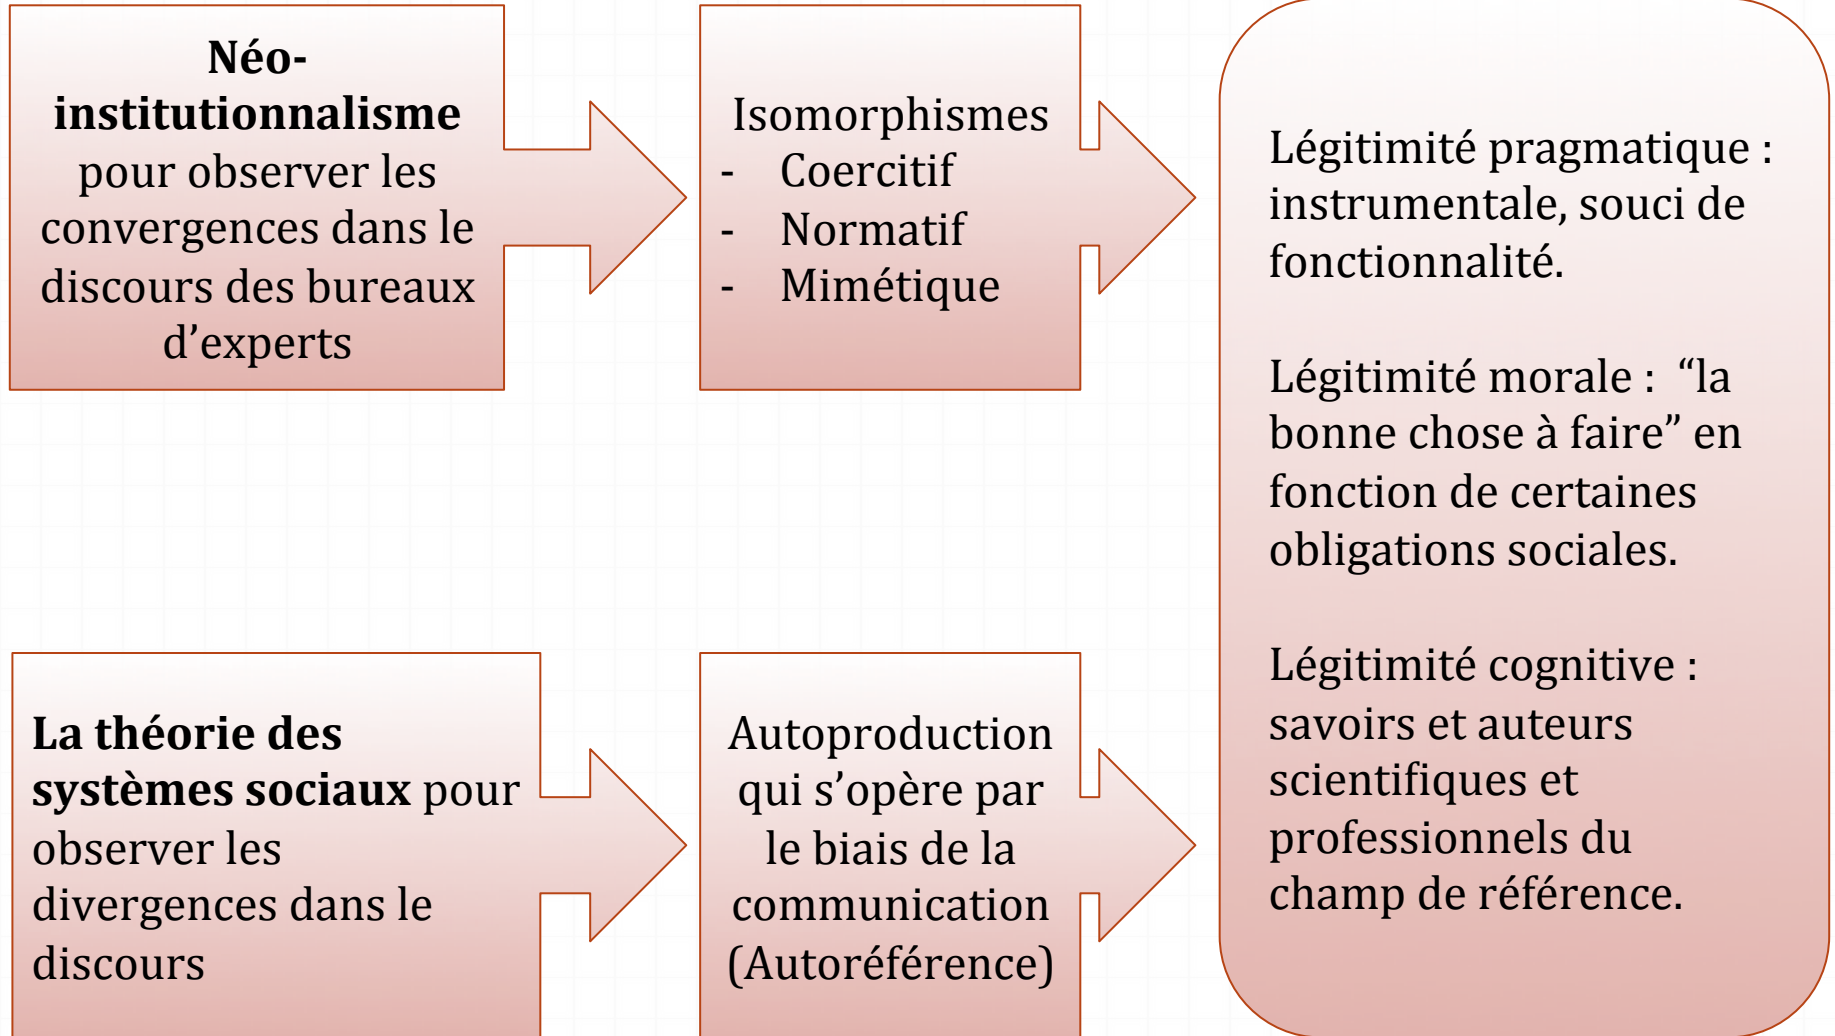 Néo-
institutionnalisme
pour observer les
convergences dans le
discours des bureaux
d’experts
Isomorphismes
- Coercitif
- Normatif
- Mimétique
Légitimité pragmatique :
instrumentale, souci de
fonctionnalité.
Légitimité morale : “la
bonne chose à faire” en
fonction de certaines
obligations sociales.
Légitimité cognitive :
savoirs et auteurs
scientifiques et
professionnels du
champ de référence.
La théorie des
systèmes sociaux pour
observer les
divergences dans le
discours
Autoproduction
qui s’opère par
le biais de la
communication
(Autoréférence)